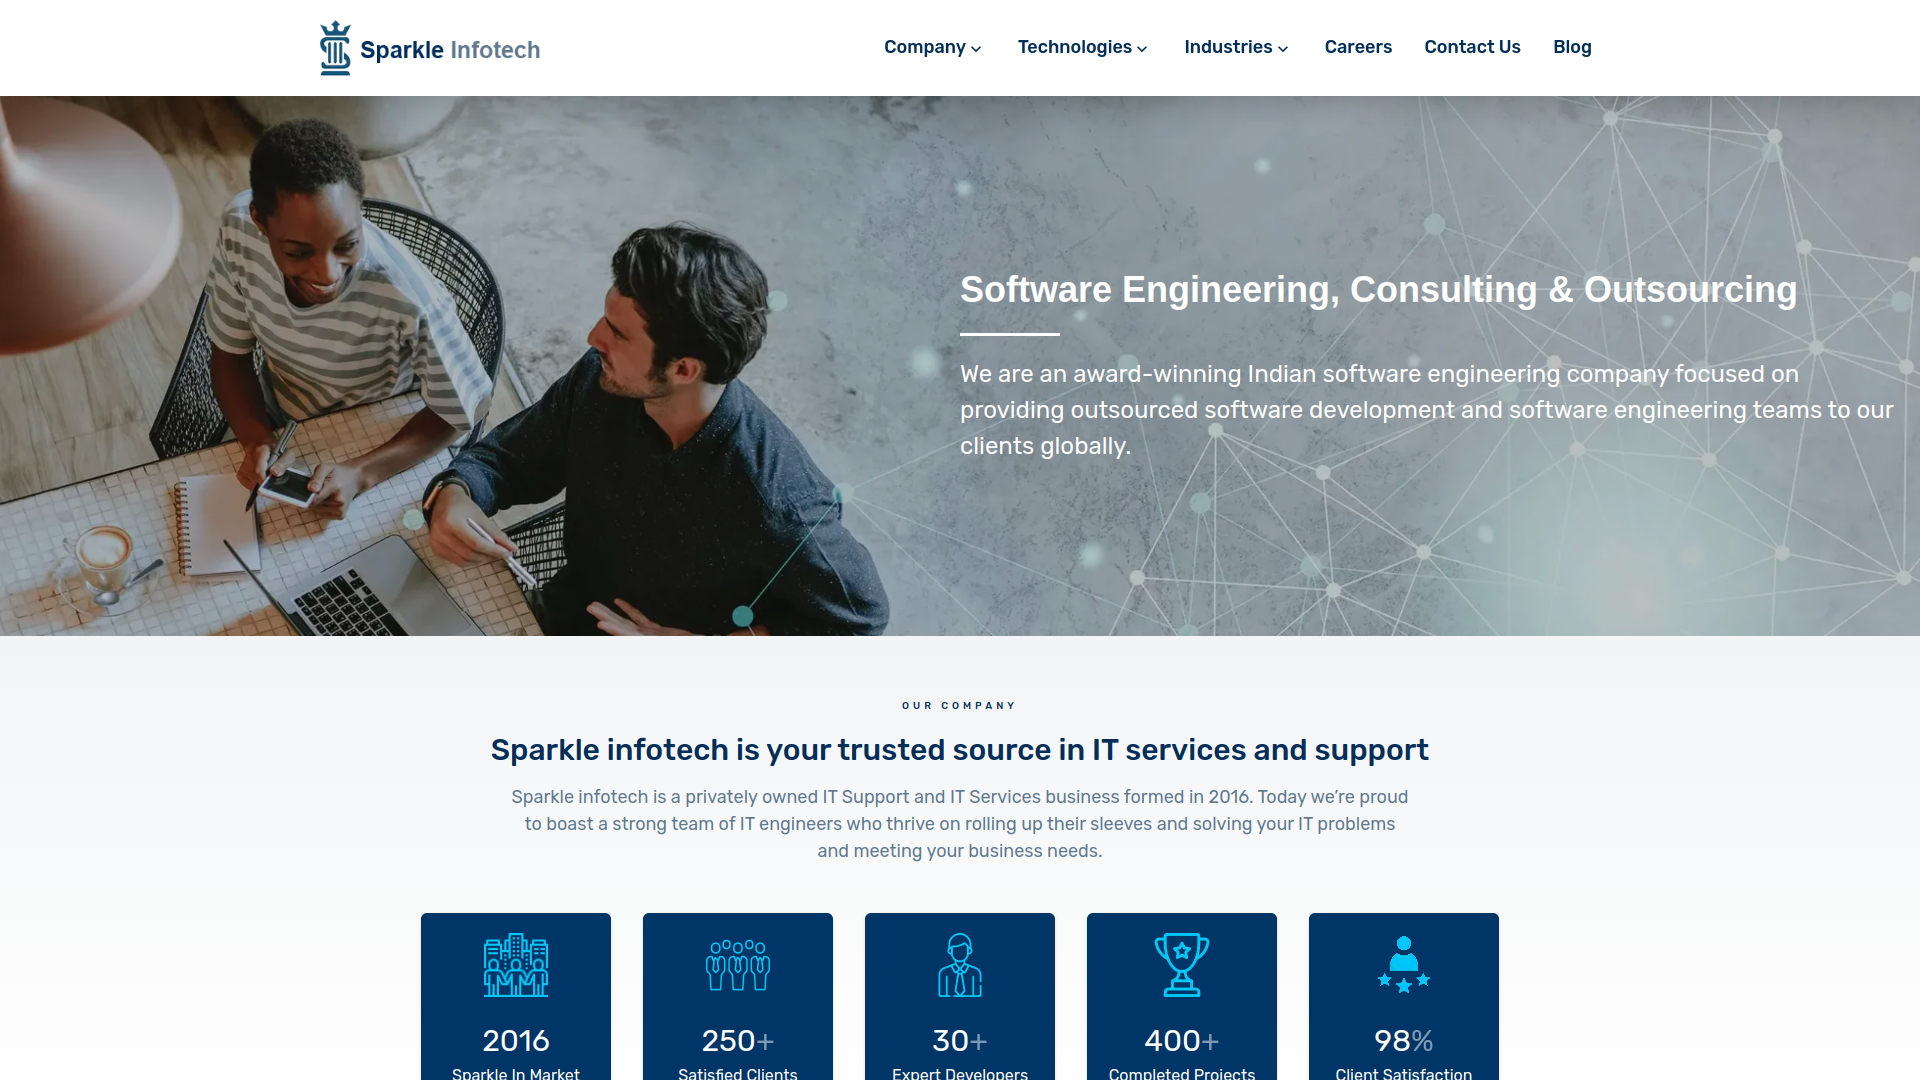 Sparkle Infotech
Company
Technologies
Industries
Careers
Contact Us
Blog
Software Engineering, Consulting & Outsourcing
We are an award-winning Indian software engineering company focused on
providing outsourced software development and software engineering teams to our
clients globally.
OUR COMPANY
Sparkle infotech is your trusted source in IT services and support
Sparkle infotech is a privately owned IT Support and IT Services business formed in 2016. Today we’re proud
to boast a strong team of IT engineers who thrive on rolling up their sleeves and solving your IT problems
and meeting your business needs.
2016
Sparkle In Market
250+
Satisfied Clients
30+
Expert Developers
400+
Completed Projects
98%
Client Satisfaction